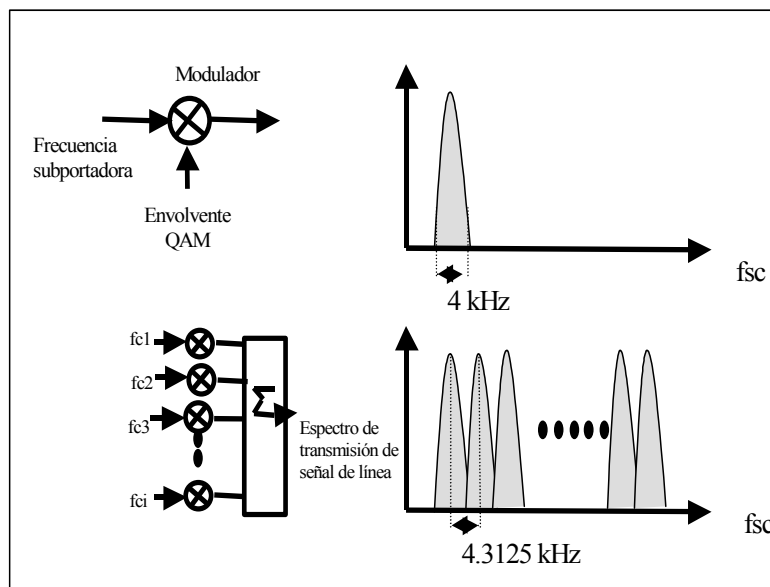 Modulador
Frecuencia
subportadora
Envolvente
QAM
fsc
4 kHz
fc1
fc2
fc3
fci
Σ
Espectro de
transmisión de
señal de línea
fsc
4.3125 kHz